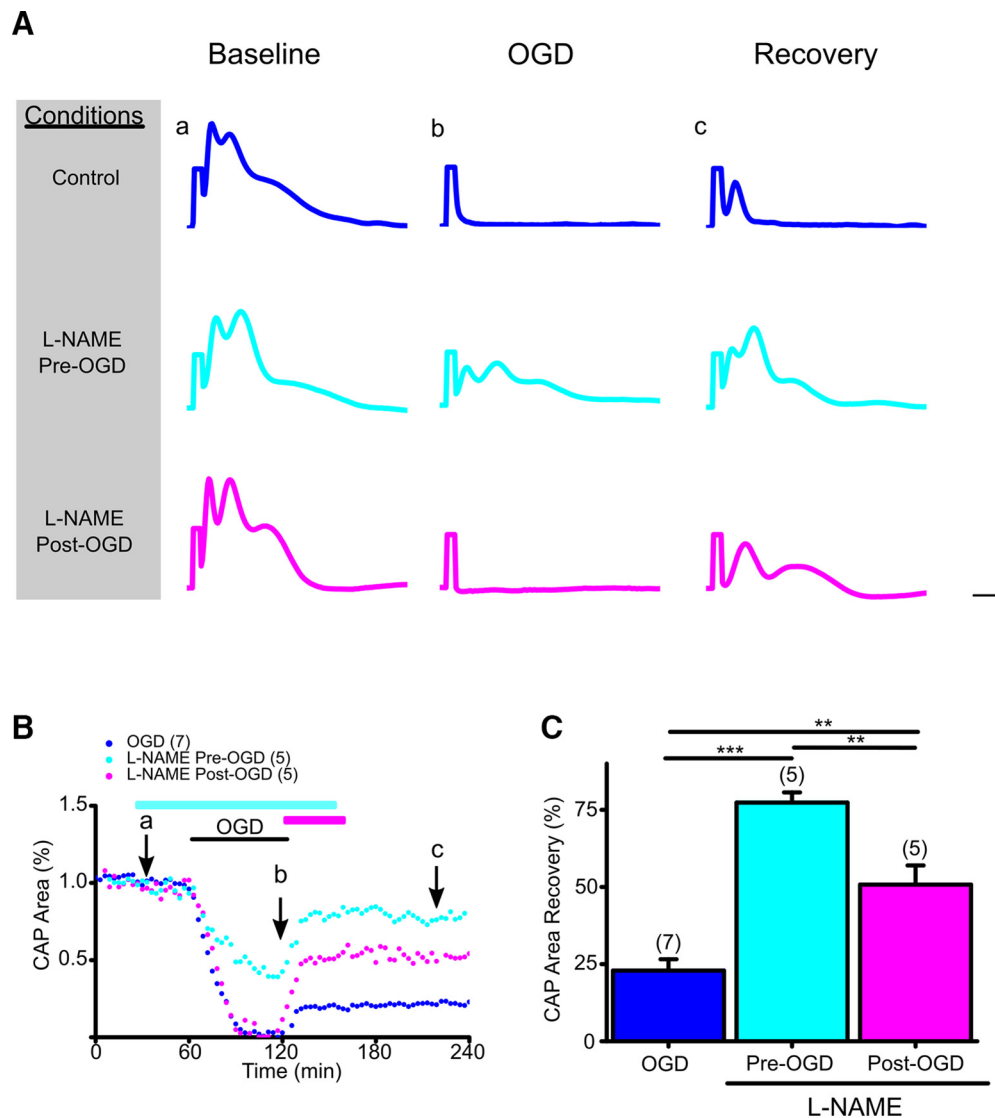 A
Baseline OGD Recovery
Conditions
a b c
Control
L-NAME
Pre-OGD
L-NAME
Post-OGD
B
OGD (7)
L-NAME Pre-OGD (5)
L-NAME Post-OGD (5)
CAP Area (%)
1.5
1.0
0.5
a
OGD
b
c
0 60 120 180 240
Time (min)
C
**
*** **
CAP Area Recovery (%)
75
50
25
0
(7)
(5)
(5)
OGD Pre-OGD Post-OGD
L-NAME